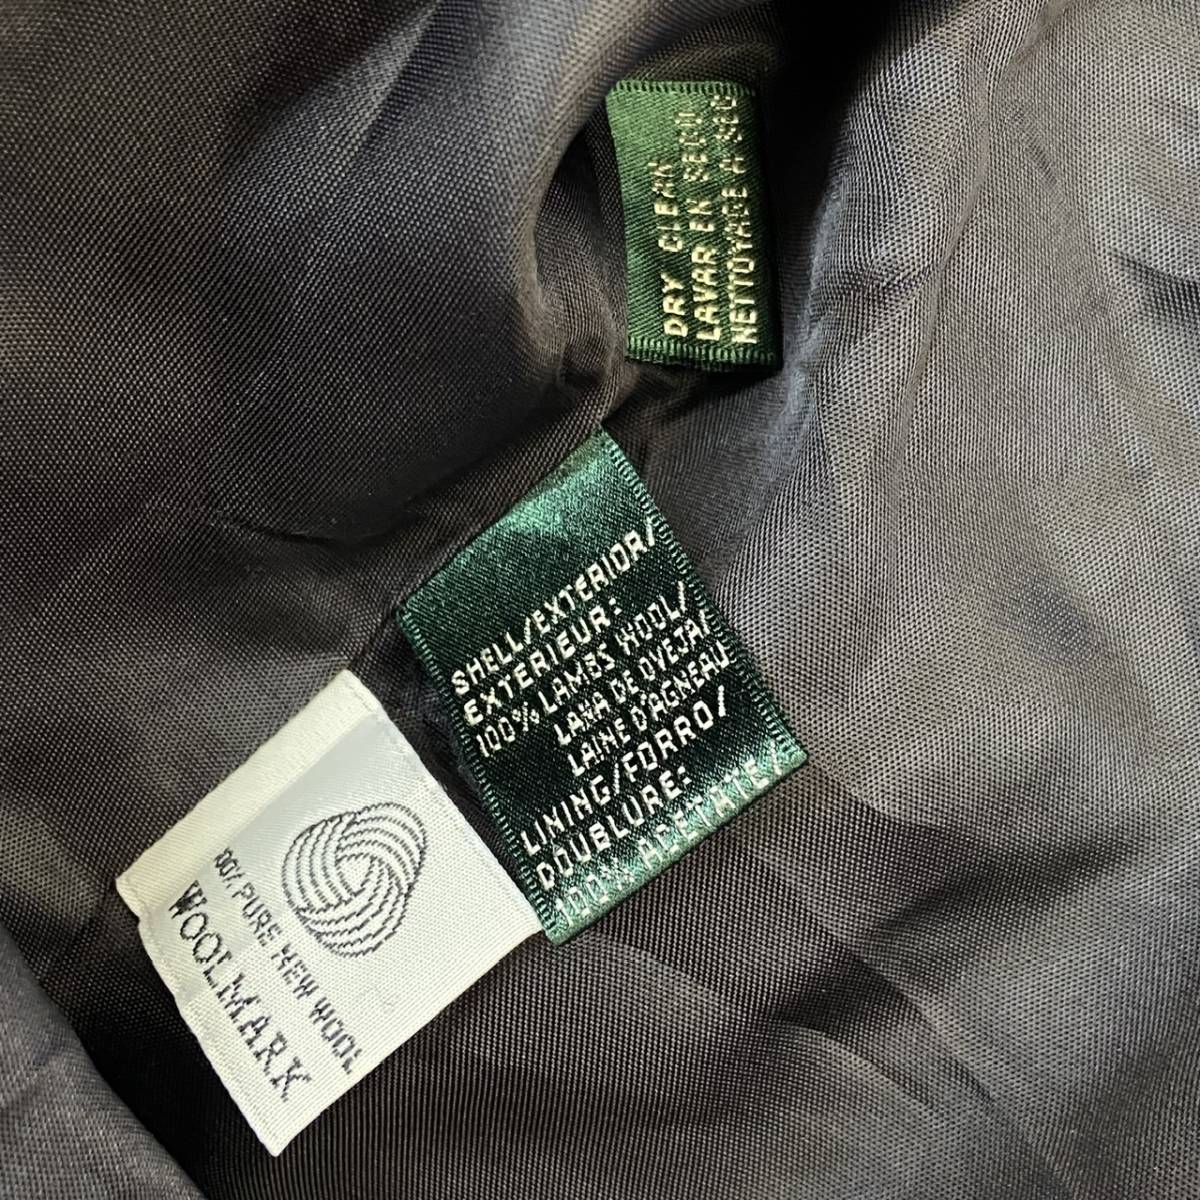 DRY CLEAN
LAVAR EN SECO
NETTOYAGE A SEC
SHELL/EXTERIOR/
EXTERIEUR:
100% LAMBS WOOL/
LANA DE OVEJA/
LAINE D'AGNEAU
LINING/FORRO/
DOUBLURE:
100% ACETATE/
100% PURE NEW WOOL
WOOLMARK